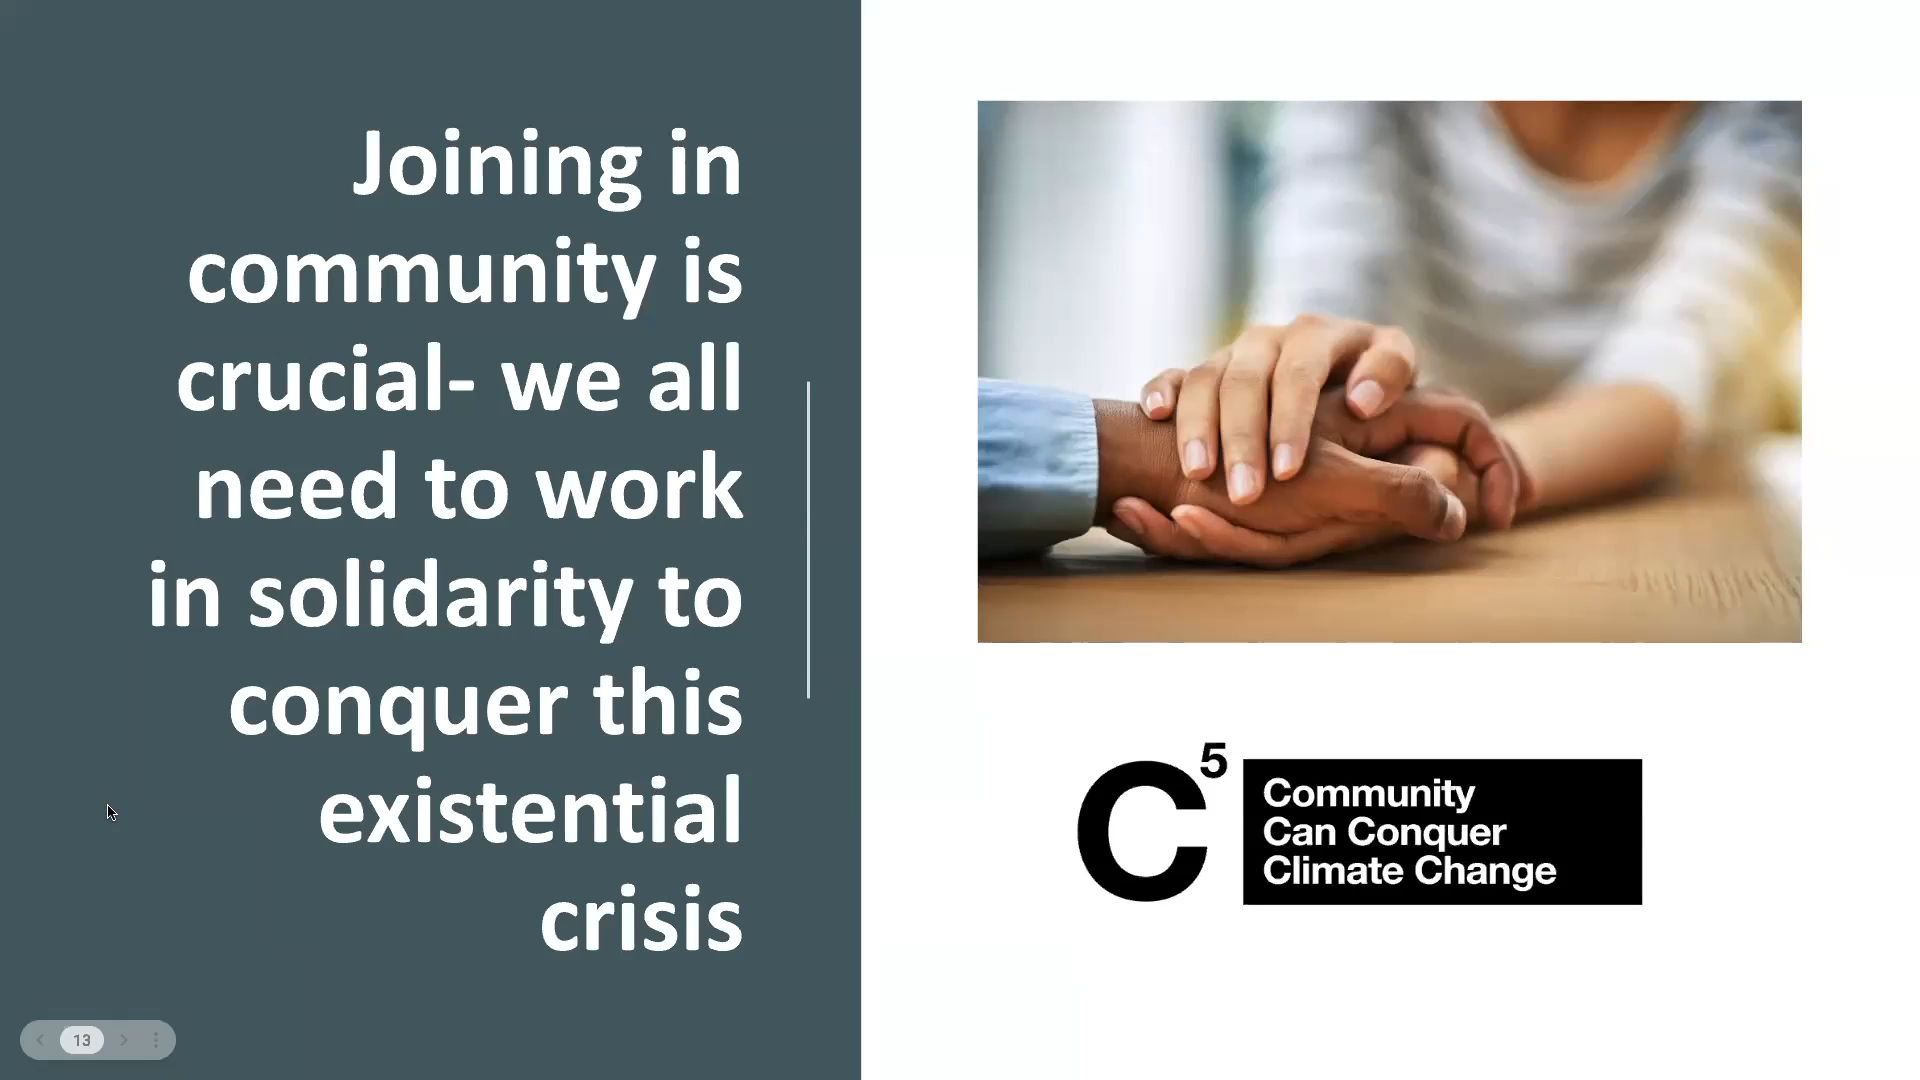 Joining in
community is
crucial- we all
need to work
in solidarity to
conquer this
existential
crisis
C⁵
Community
Can Conquer
Climate Change
13